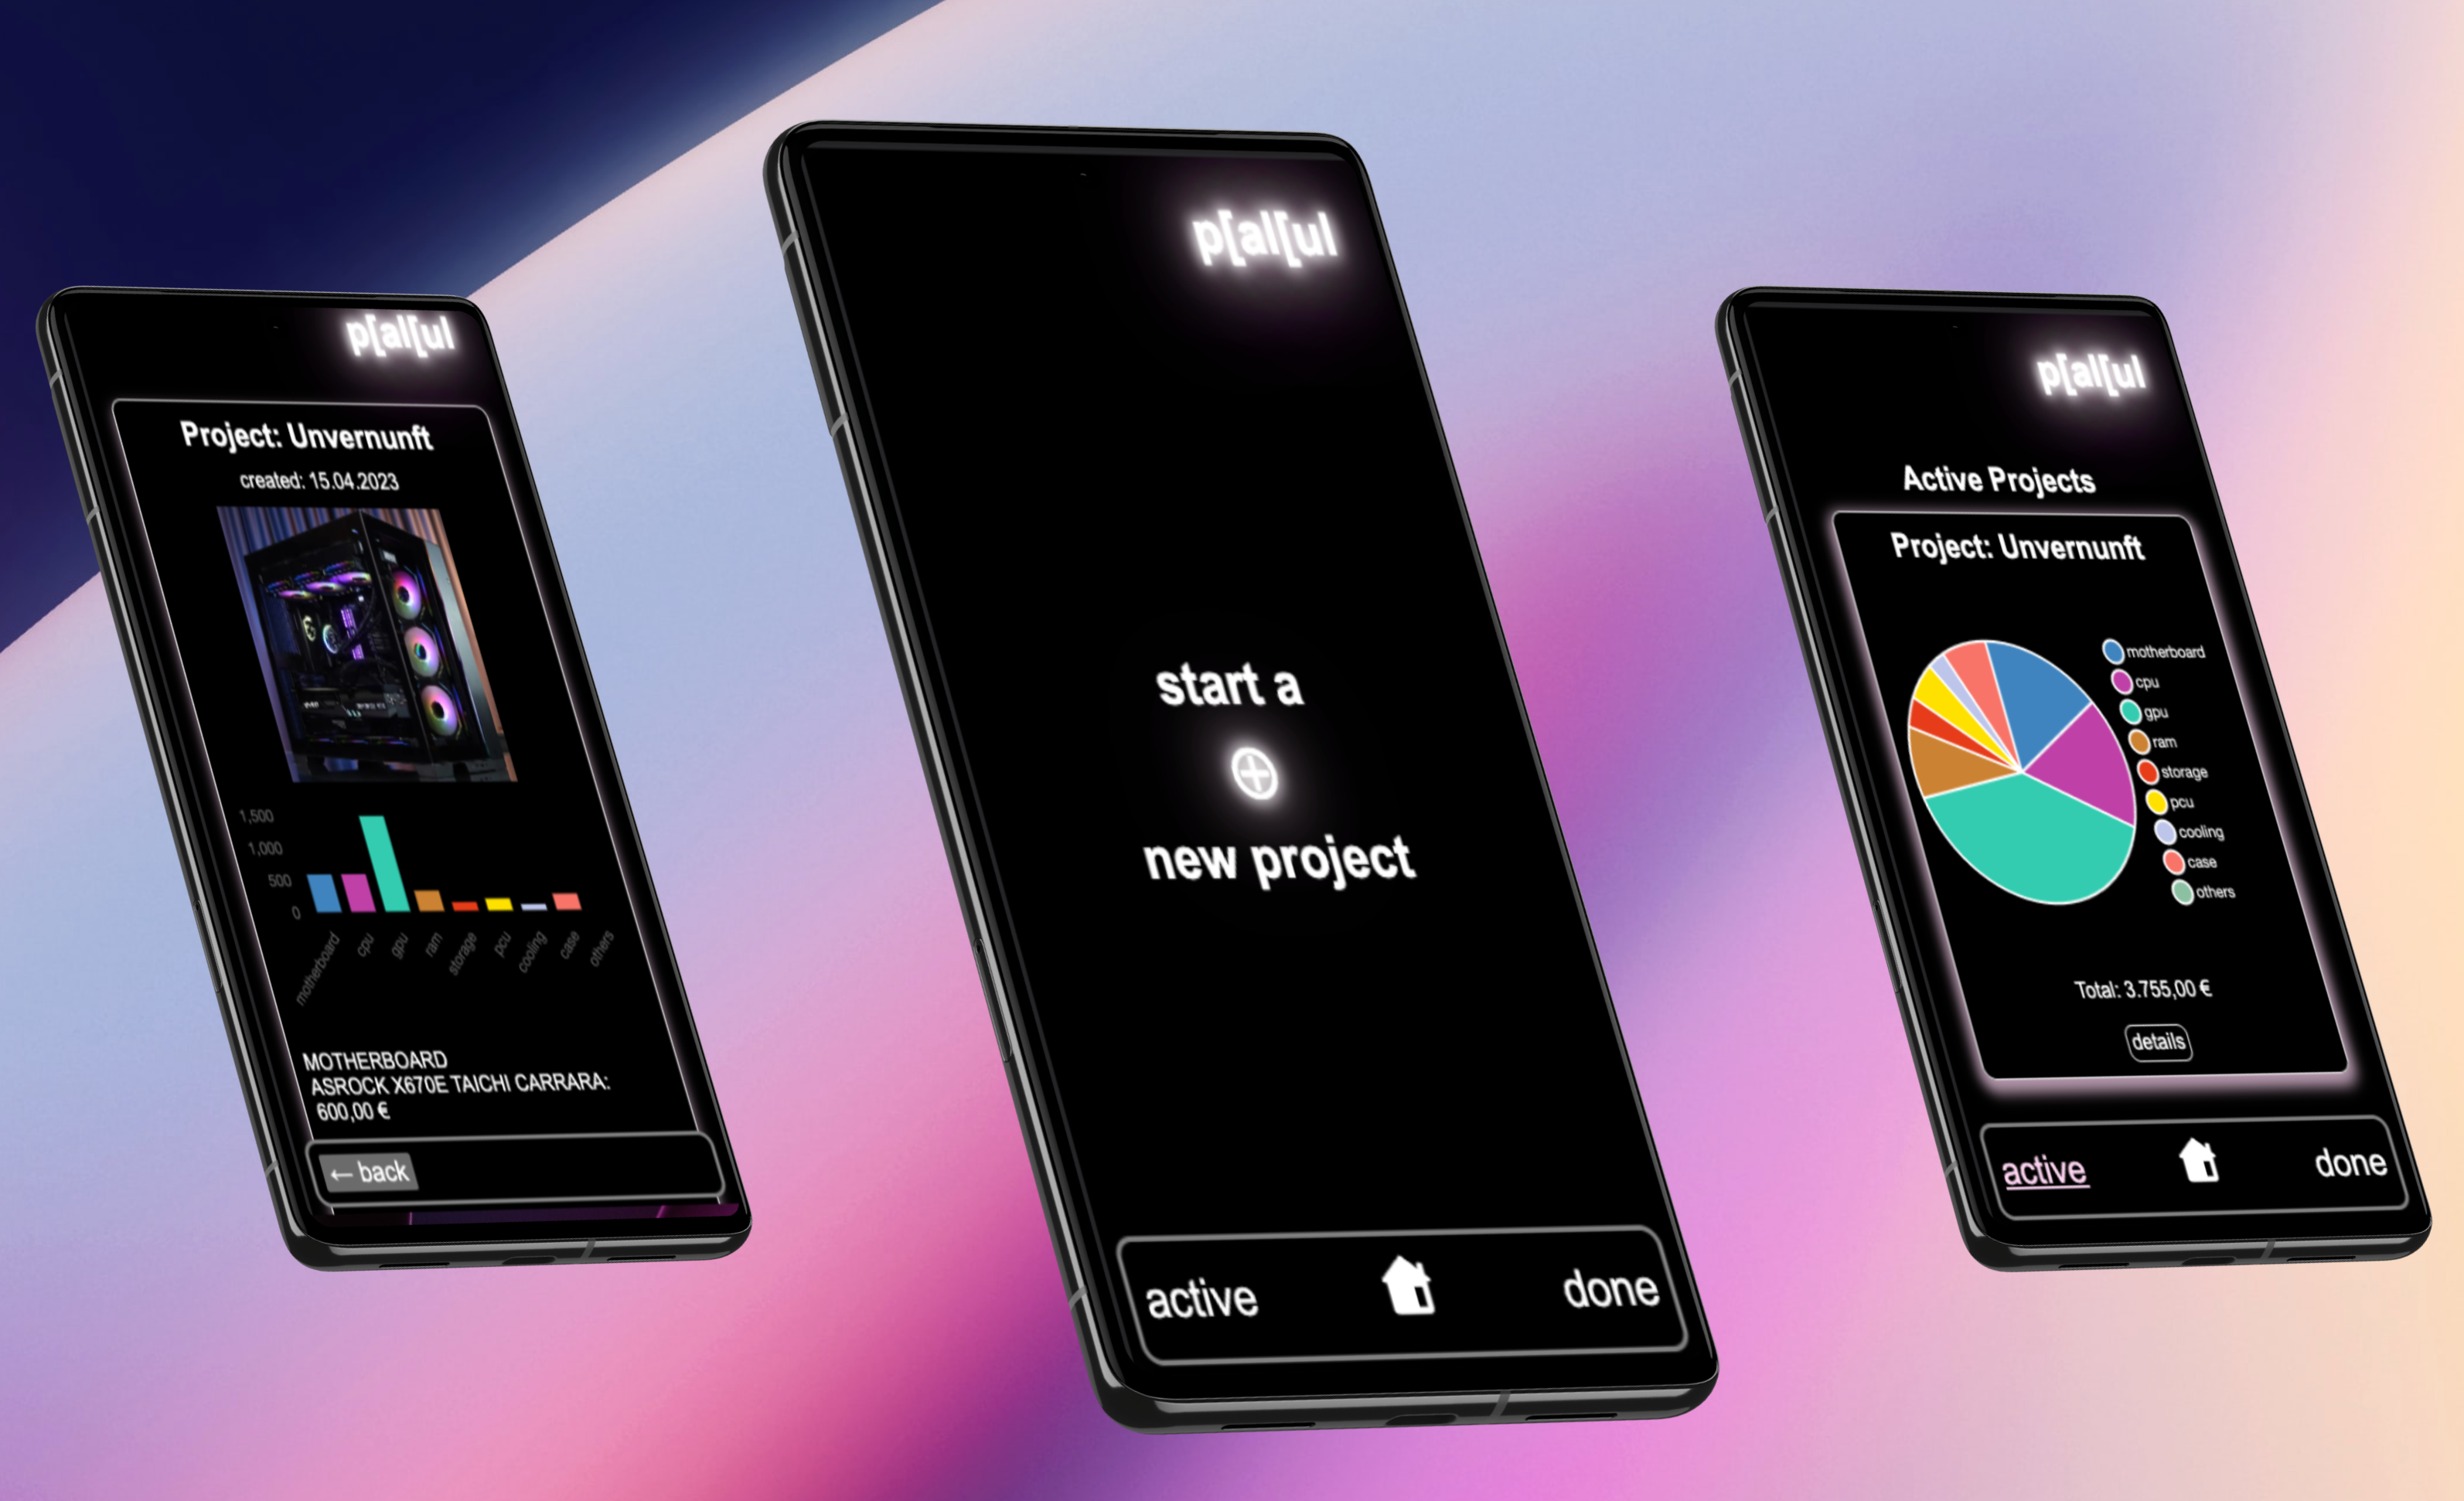 p[al[ul
Project: Unvernunft
created: 15.04.2023
1,500
1,000
500
0
motherboard
cpu
gpu
ram
storage
pcu
cooling
case
others
MOTHERBOARD
ASROCK X670E TAICHI CARRARA:
600,00 €
← back
p[al[ul
start a
new project
active
done
p[al[ul
Active Projects
Project: Unvernunft
motherboard
cpu
gpu
ram
storage
pcu
cooling
case
others
Total: 3.755,00 €
details
active
done